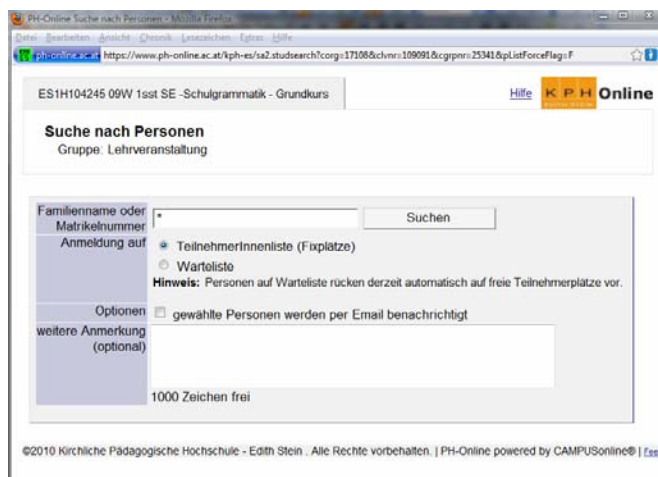 PH-Online Suche nach Personen - Mozilla Firefox
Datei Bearbeiten Ansicht Chronik Lesezeichen Extras Hilfe
ph-online.ac.at https://www.ph-online.ac.at/kph-es/sa2.studsearch?corg=17108&clvnr=109091&cgrpnr=25341&pListForceFlag=F
ES1H104245 09W 1sst SE -Schulgrammatik - Grundkurs
Hilfe
KPH Online
Suche nach Personen
Gruppe: Lehrveranstaltung
Familienname oder
Matrikelnummer
*
Suchen
Anmeldung auf
TeilnehmerInnenliste (Fixplätze)
Warteliste
Hinweis: Personen auf Warteliste rücken derzeit automatisch auf freie Teilnehmerplätze vor.
Optionen
gewählte Personen werden per Email benachrichtigt
weitere Anmerkung
(optional)
1000 Zeichen frei
©2010 Kirchliche Pädagogische Hochschule - Edith Stein . Alle Rechte vorbehalten. | PH-Online powered by CAMPUSonline® | Fee